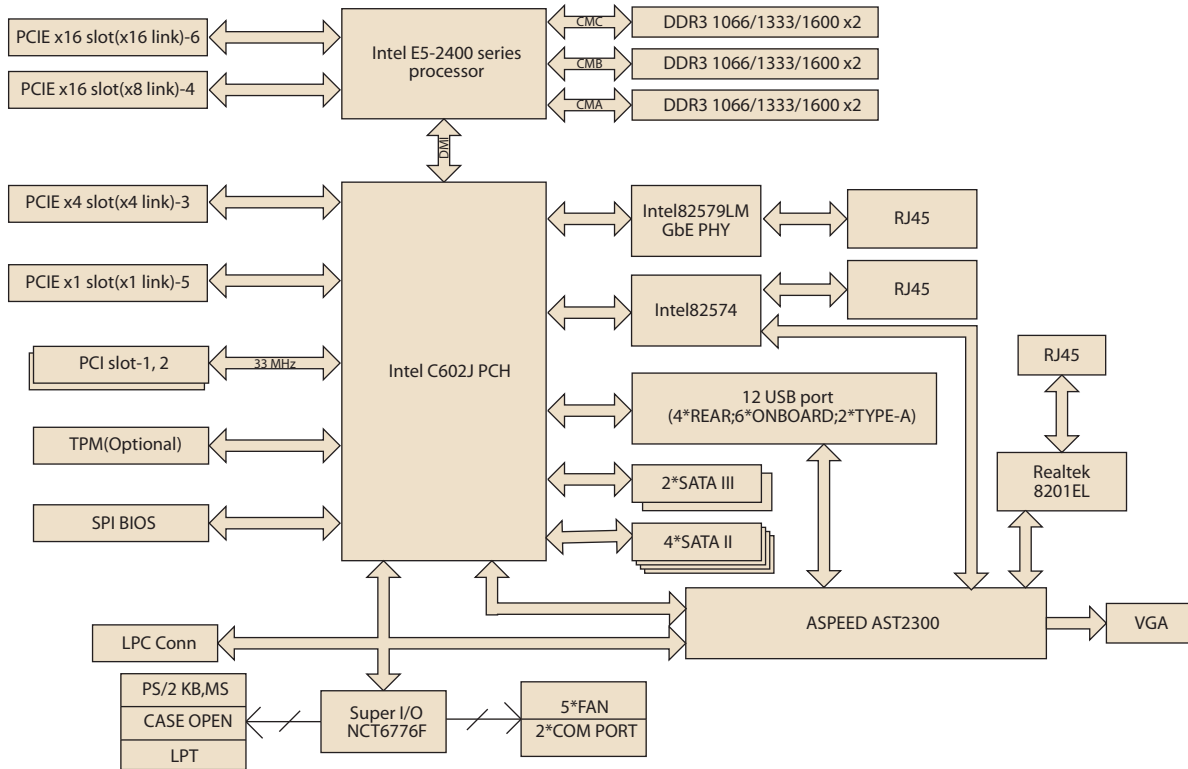 PCIE x16 slot(x16 link)-6
PCIE x16 slot(x8 link)-4
Intel E5-2400 series
processor
CMC
DDR3 1066/1333/1600 x2
CMB
DDR3 1066/1333/1600 x2
CMA
DDR3 1066/1333/1600 x2
DMI
PCIE x4 slot(x4 link)-3
PCIE x1 slot(x1 link)-5
PCI slot-1, 2
33 MHz
TPM(Optional)
SPI BIOS
Intel C602J PCH
Intel82579LM
GbE PHY
RJ45
Intel82574
RJ45
12 USB port
(4*REAR;6*ONBOARD;2*TYPE-A)
2*SATA III
4*SATA II
RJ45
Realtek
8201EL
ASPEED AST2300
VGA
LPC Conn
PS/2 KB,MS
CASE OPEN
LPT
Super I/O
NCT6776F
5*FAN
2*COM PORT